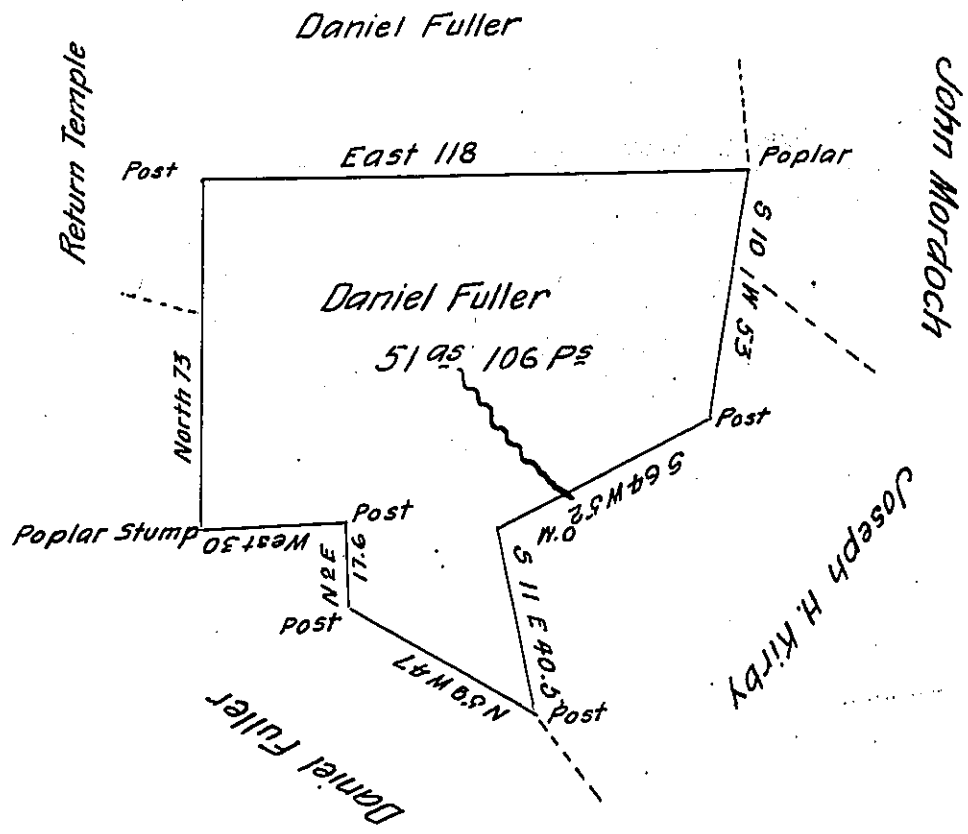 Daniel Fuller
Return Temple
John Mordoch
Post
East 118
Poplar
S 10 1W 53
Daniel Fuller
51 as 106 Ps
North 73
Post
S 64 W 52
O.W
Poplar Stump
West 30
Post
N 2 E
17.6
S 11 E 40.5
Post
N 59 W 47
Post
Joseph H. Kirby
Daniel Fuller